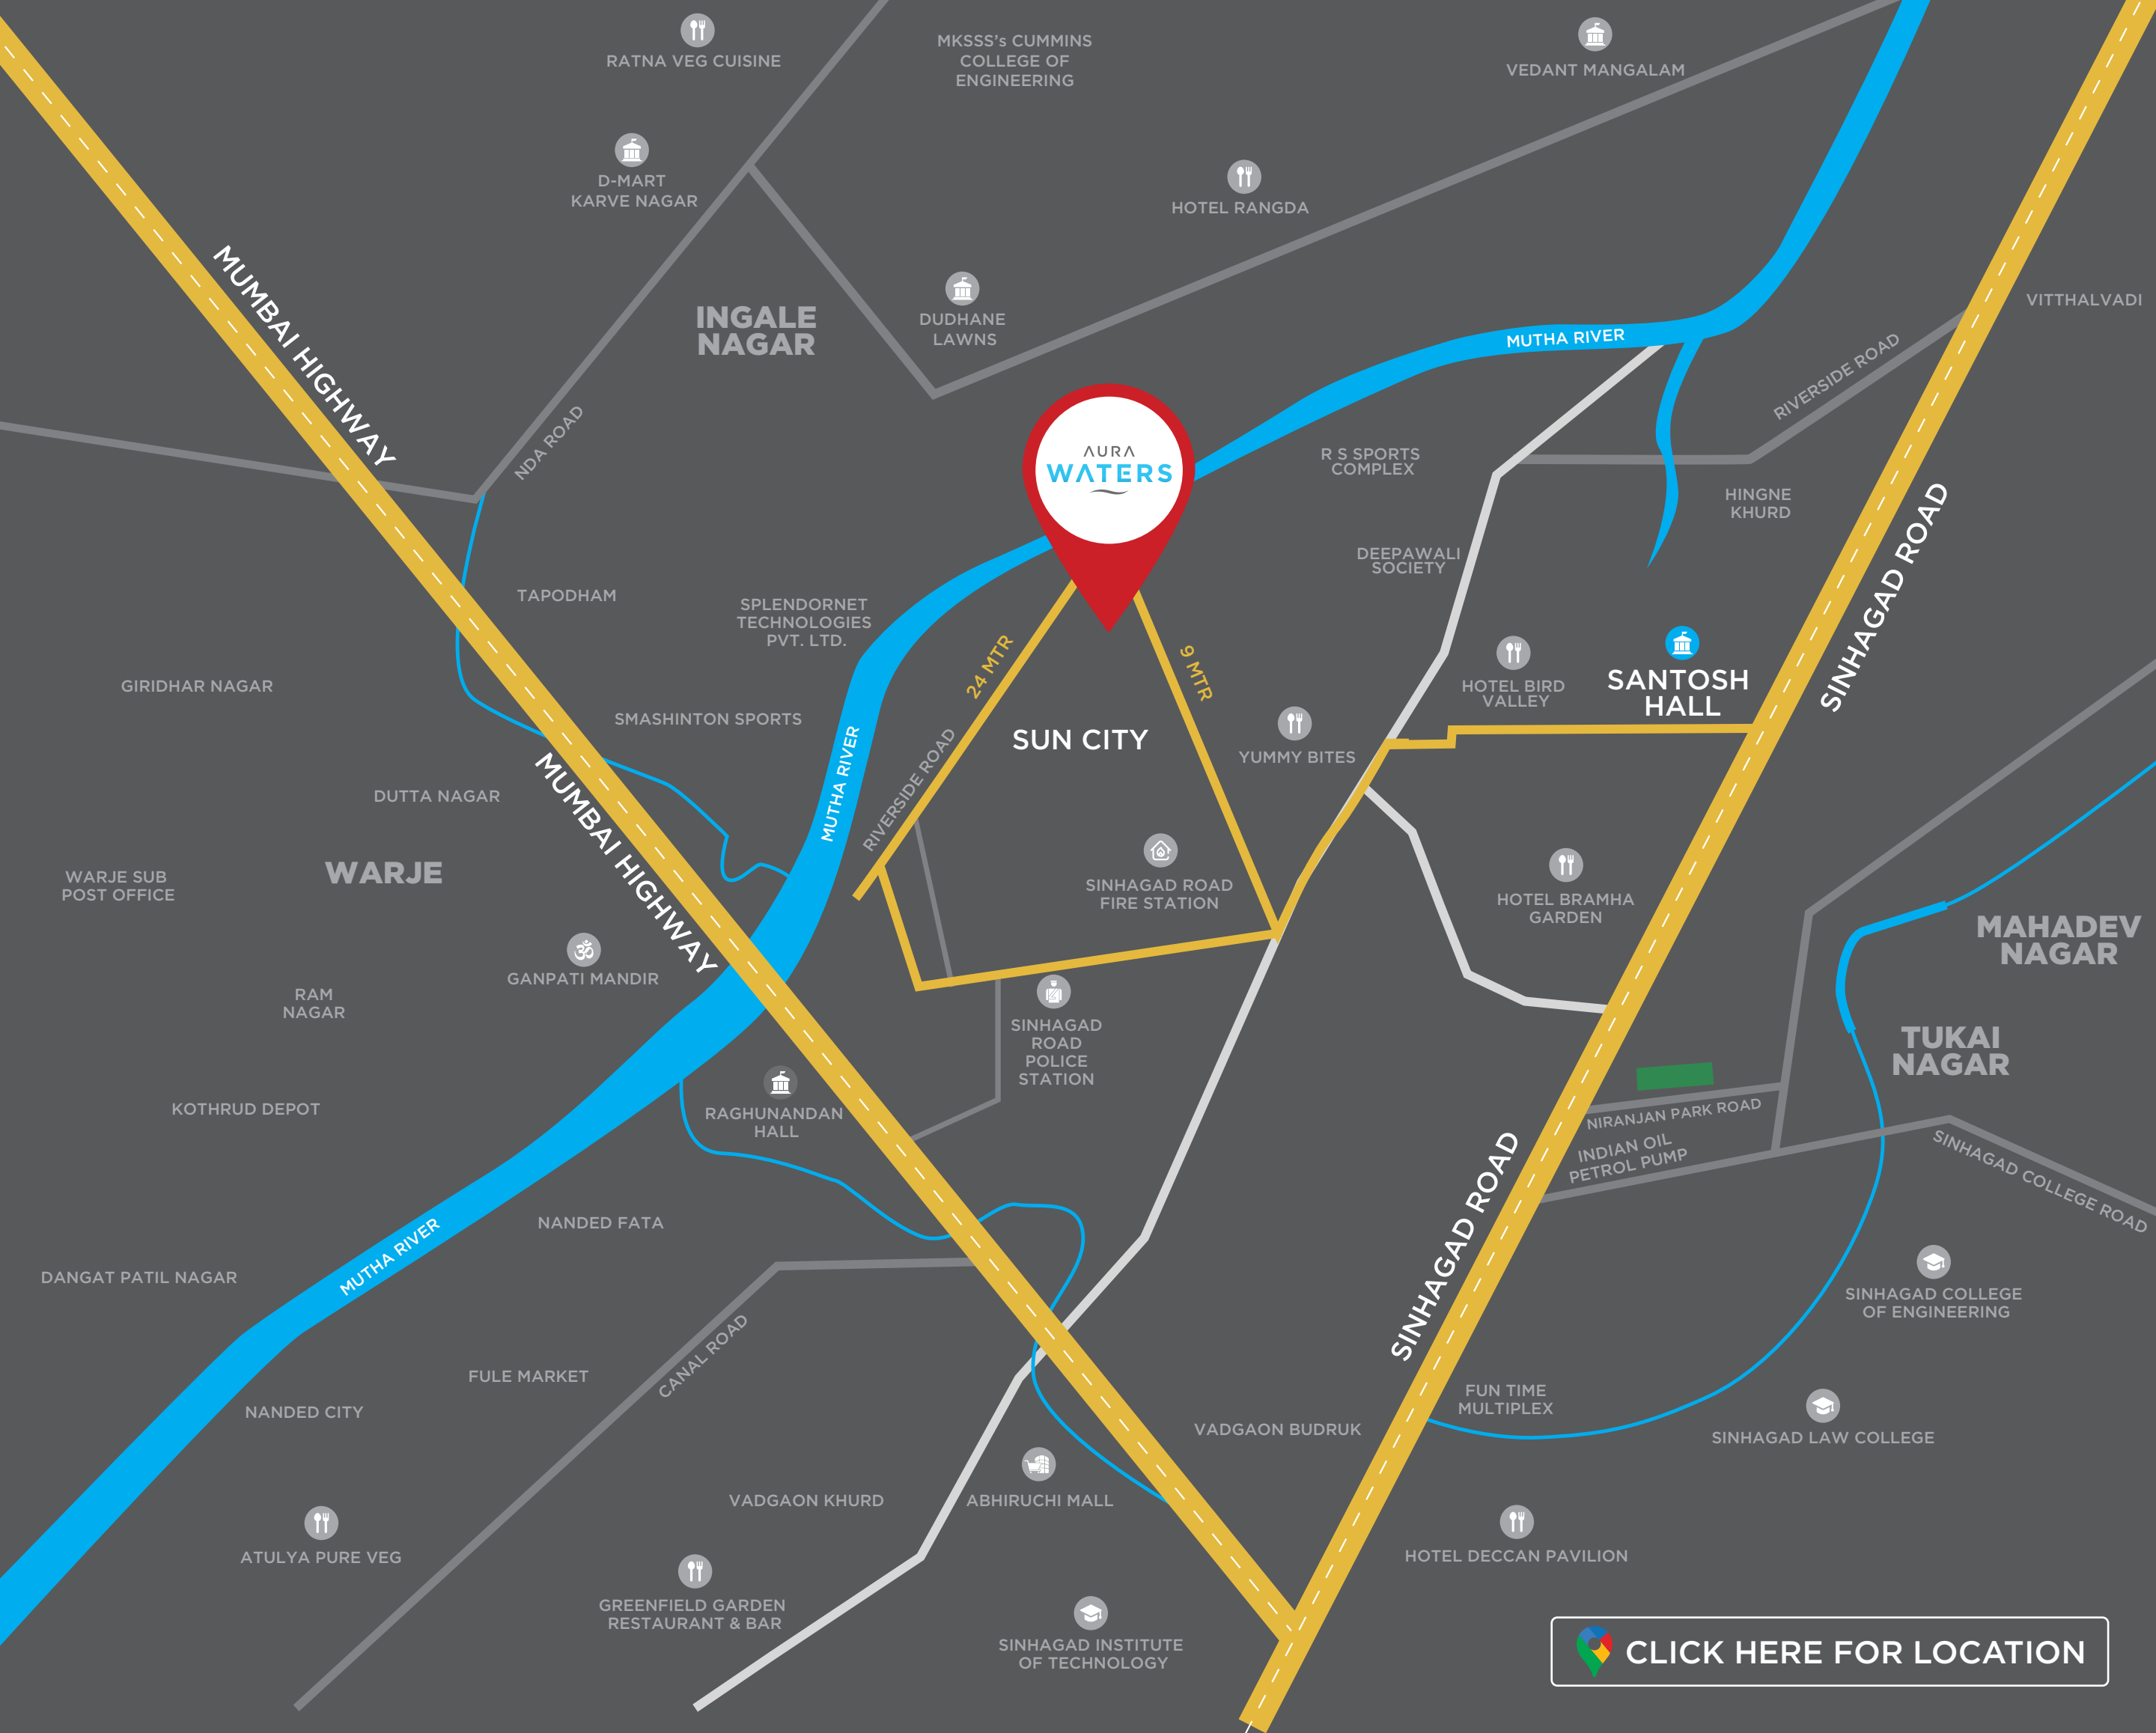 RATNA VEG CUISINE
MKSSS's CUMMINS
COLLEGE OF
ENGINEERING
VEDANT MANGALAM
D-MART
KARVE NAGAR
HOTEL RANGDA
MUMBAI HIGHWAY
INGALE
NAGAR
DUDHANE
LAWNS
VITTHALVADI
MUTHA RIVER
RIVERSIDE ROAD
NDA ROAD
AURA
WATERS
R S SPORTS
COMPLEX
HINGNE
KHURD
SINHAGAD ROAD
DEEPAWALI
SOCIETY
TAPODHAM
SPLENDORNET
TECHNOLOGIES
PVT. LTD.
24 MTR
9 MTR
GIRIDHAR NAGAR
HOTEL BIRD
VALLEY
SANTOSH
HALL
SMASHINTON SPORTS
SUN CITY
YUMMY BITES
MUTHA RIVER
RIVERSIDE ROAD
DUTTA NAGAR
MUMBAI HIGHWAY
WARJE SUB
POST OFFICE
WARJE
SINHAGAD ROAD
FIRE STATION
HOTEL BRAMHA
GARDEN
MAHADEV
NAGAR
GANPATI MANDIR
RAM
NAGAR
SINHAGAD
ROAD
POLICE
STATION
TUKAI
NAGAR
KOTHRUD DEPOT
RAGHUNANDAN
HALL
NIRANJAN PARK ROAD
INDIAN OIL
PETROL PUMP
SINHAGAD COLLEGE ROAD
SINHAGAD ROAD
NANDED FATA
MUTHA RIVER
DANGAT PATIL NAGAR
SINHAGAD COLLEGE
OF ENGINEERING
CANAL ROAD
FULE MARKET
FUN TIME
MULTIPLEX
NANDED CITY
VADGAON BUDRUK
SINHAGAD LAW COLLEGE
VADGAON KHURD
ABHIRUCHI MALL
ATULYA PURE VEG
HOTEL DECCAN PAVILION
GREENFIELD GARDEN
RESTAURANT & BAR
SINHAGAD INSTITUTE
OF TECHNOLOGY
CLICK HERE FOR LOCATION